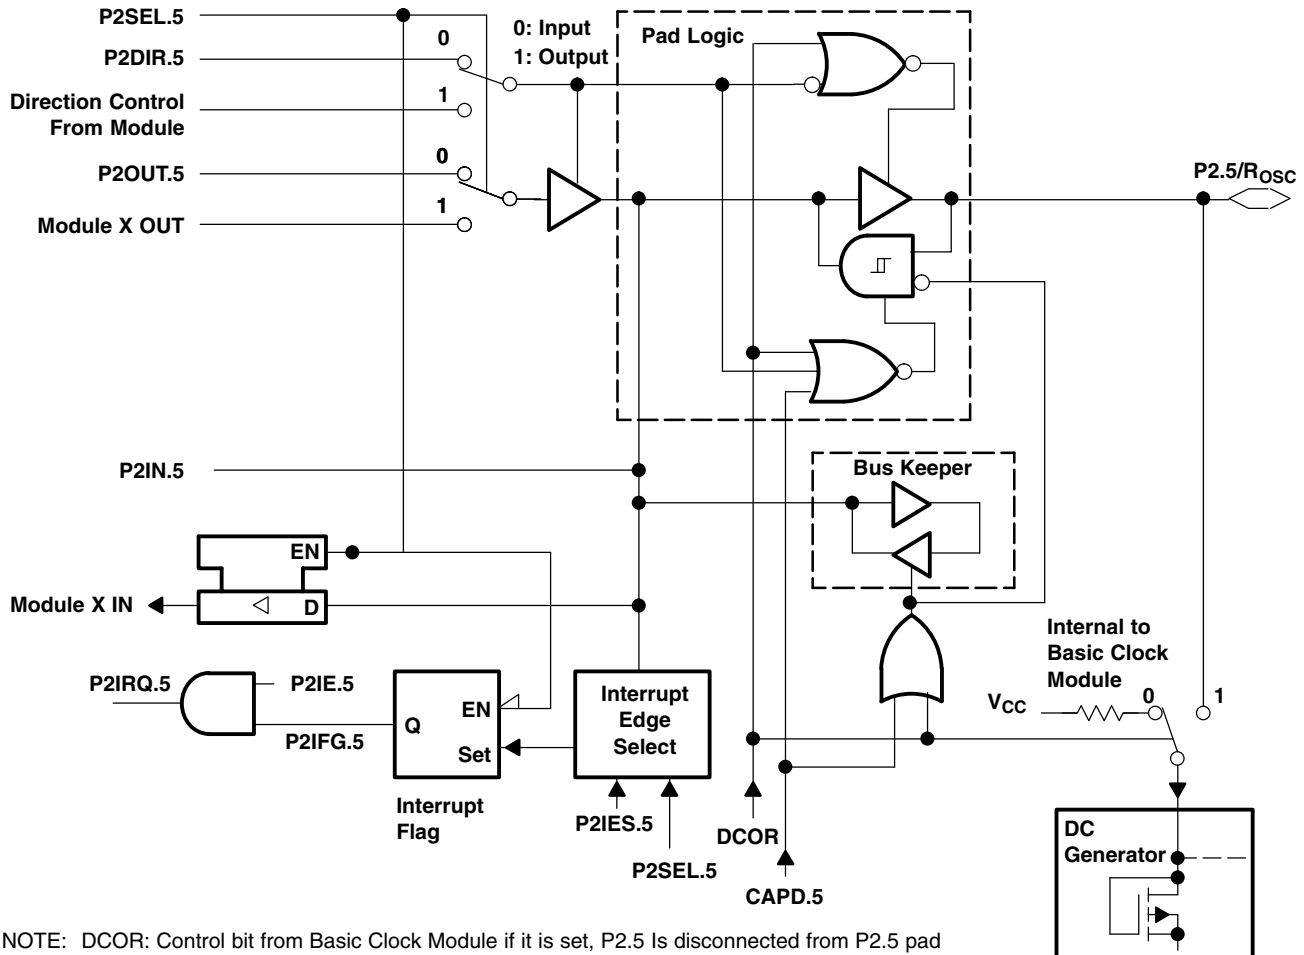 P2SEL.5
0: Input
1: Output
Pad Logic
0
P2DIR.5
1
Direction Control
From Module
0
P2OUT.5
1
Module X OUT
P2.5/ROSC
P2IN.5
Bus Keeper
EN
Module X IN
D
Internal to
Basic Clock
Module
VCC
0
1
P2IRQ.5
P2IE.5
P2IFG.5
Q
EN
Set
Interrupt
Flag
Interrupt
Edge
Select
P2IES.5
P2SEL.5
DCOR
CAPD.5
DC
Generator
NOTE: DCOR: Control bit from Basic Clock Module if it is set, P2.5 Is disconnected from P2.5 pad